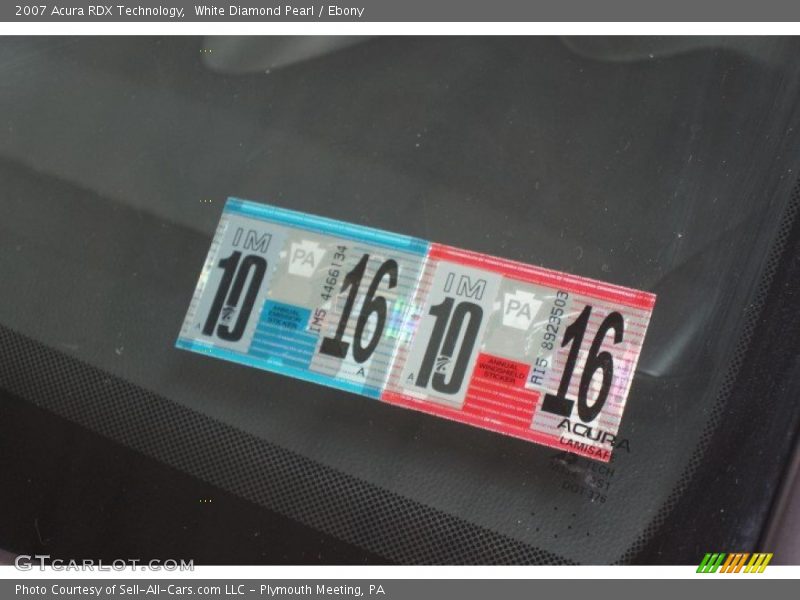 2007 Acura RDX Technology,  White Diamond Pearl / Ebony
IM
10
PA
IM5 4466134
16
ANNUAL
EMISSION
STICKER
A
A
IM
10
PA
AI5 8923503
16
ANNUAL
WINDSHIELD
STICKER
A
ACURA
LAMISAF
GTCARLOT.COM
Photo Courtesy of Sell-All-Cars.com LLC - Plymouth Meeting, PA